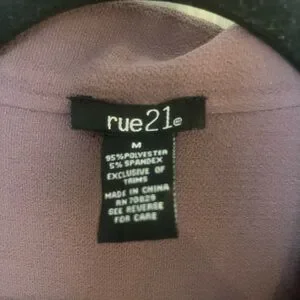 rue21®
M
95% POLYESTER
5% SPANDEX
EXCLUSIVE OF
TRIMS
MADE IN CHINA
RN 70829
SEE REVERSE
FOR CARE